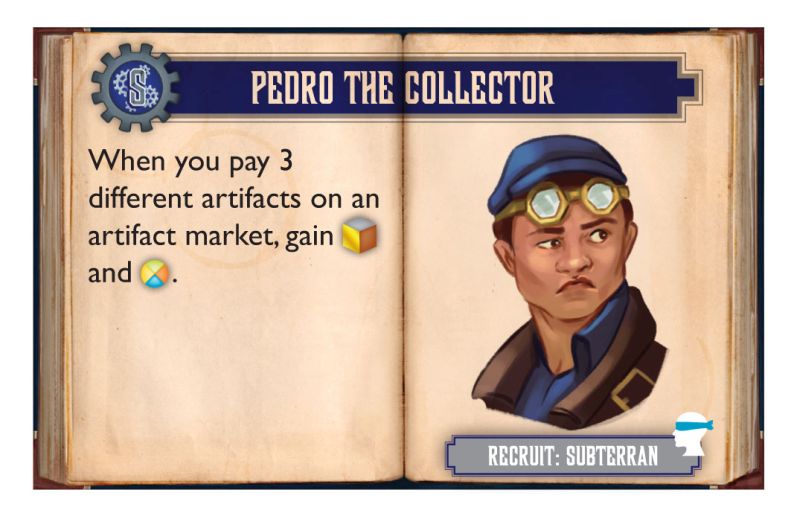 S
PEDRO THE COLLECTOR
When you pay 3
different artifacts on an
artifact market, gain
and .
RECRUIT: SUBTERRAN